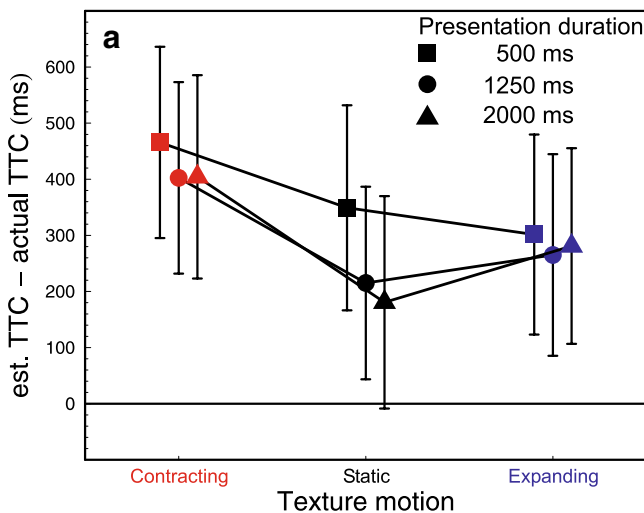 a
Presentation duration
500 ms
1250 ms
2000 ms
est. TTC − actual TTC (ms)
600
500
400
300
200
100
0
Contracting
Static
Expanding
Texture motion